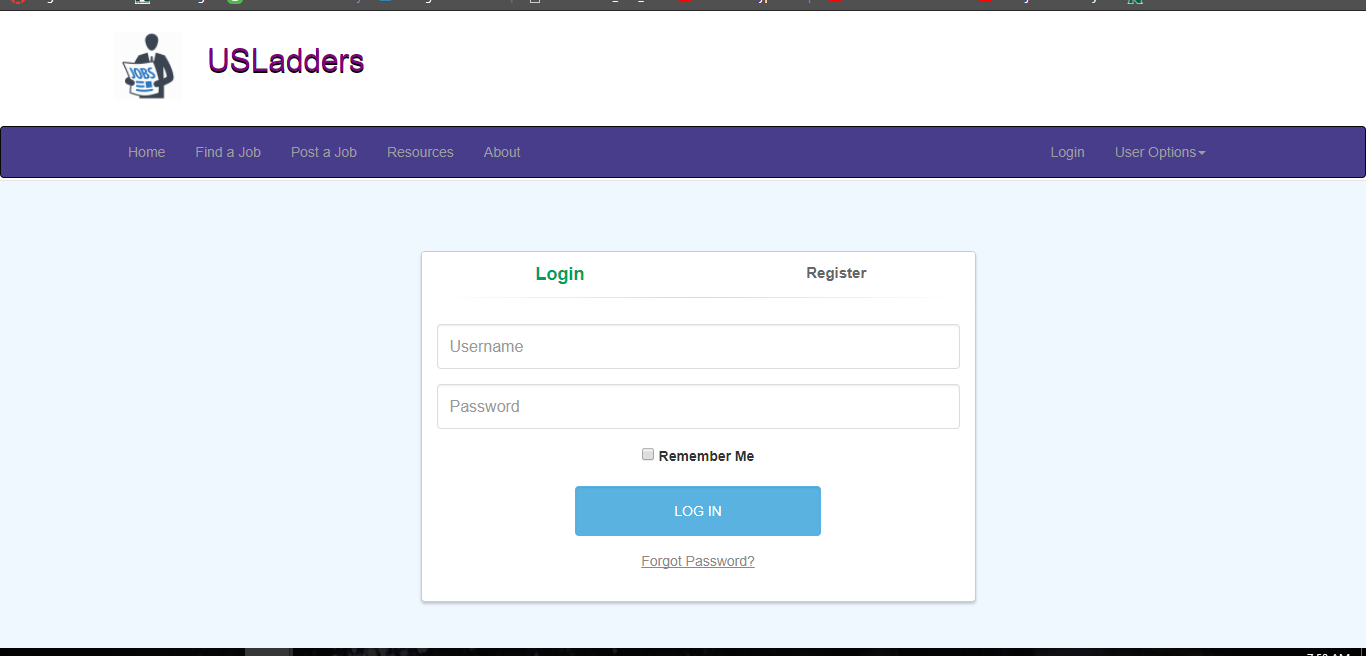 JOBS
USLadders
Home Find a Job Post a Job Resources About Login User Options
Login Register
Username
Password
Remember Me
LOG IN
Forgot Password?